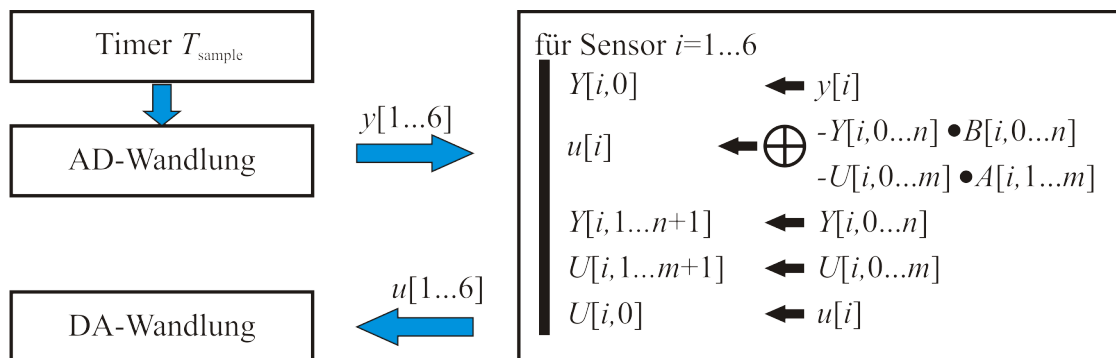 Timer Tsample
AD-Wandlung
y[1...6]
u[1...6]
DA-Wandlung
für Sensor i=1...6
Y[i,0] y[i]
u[i] -Y[i,0...n] ● B[i,0...n]
-U[i,0...m] ● A[i,1...m]
Y[i,1...n+1] Y[i,0...n]
U[i,1...m+1] U[i,0...m]
U[i,0] u[i]